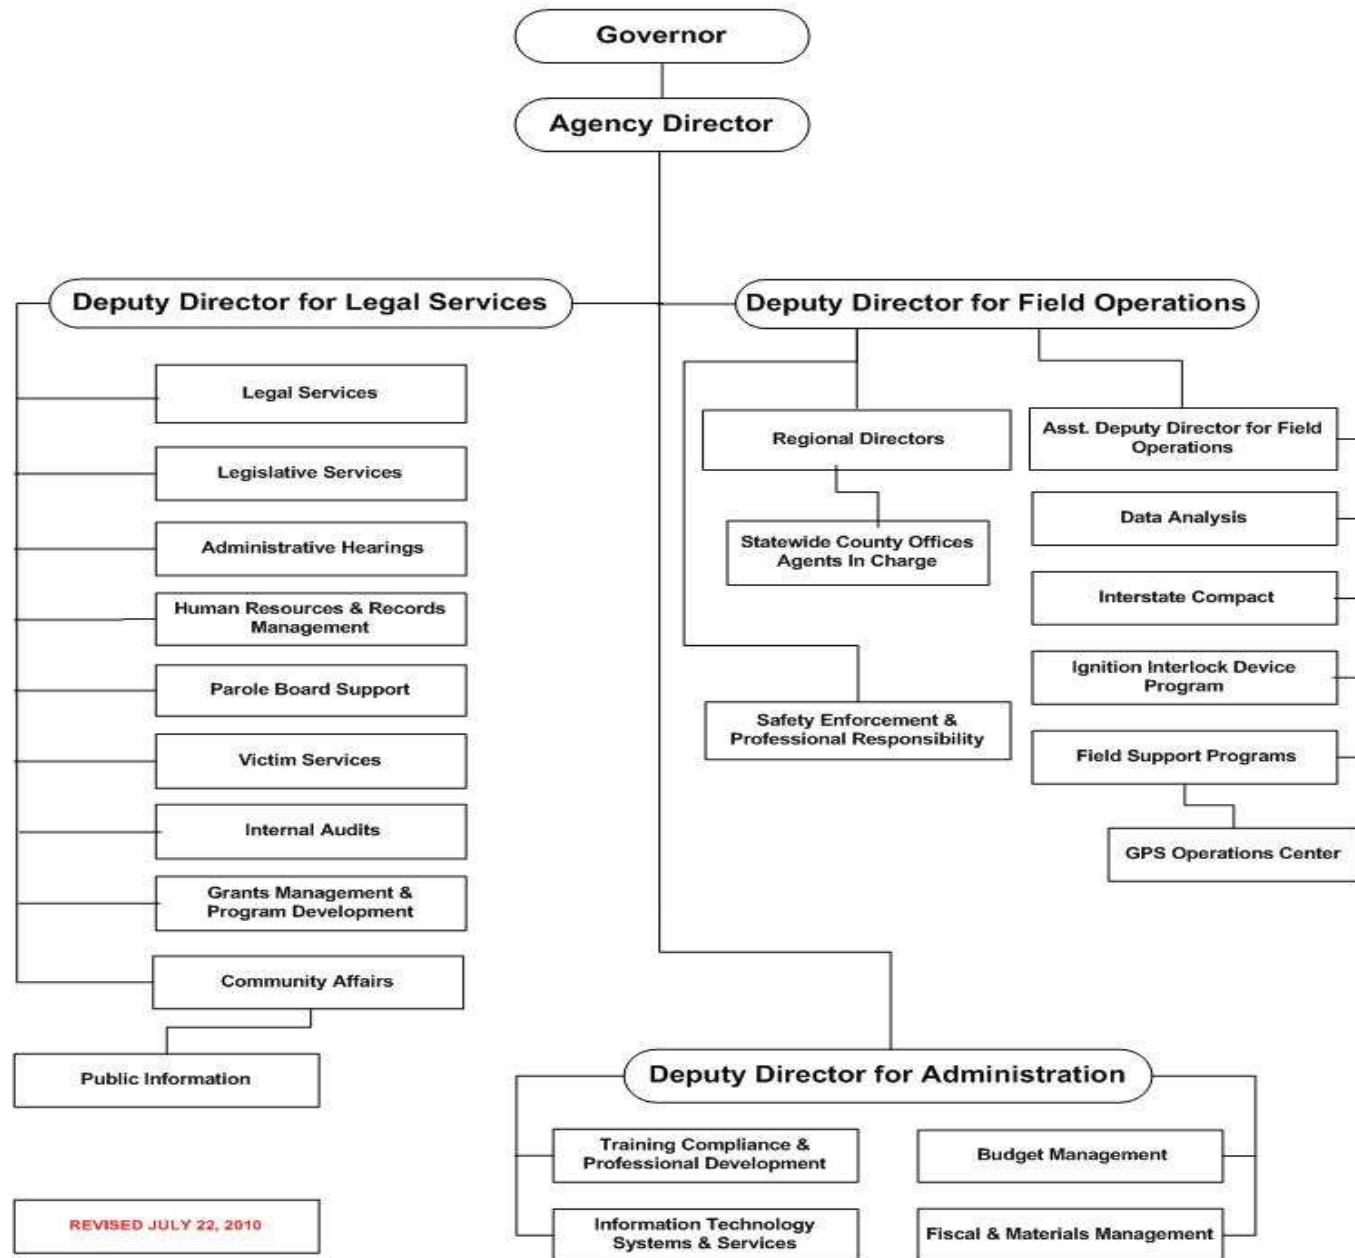 Governor
Agency Director
Deputy Director for Legal Services
Deputy Director for Field Operations
Legal Services
Legislative Services
Administrative Hearings
Human Resources & Records
Management
Parole Board Support
Victim Services
Internal Audits
Grants Management &
Program Development
Community Affairs
Public Information
Regional Directors
Statewide County Offices
Agents In Charge
Safety Enforcement &
Professional Responsibility
Asst. Deputy Director for Field
Operations
Data Analysis
Interstate Compact
Ignition Interlock Device
Program
Field Support Programs
GPS Operations Center
Deputy Director for Administration
Training Compliance &
Professional Development
Information Technology
Systems & Services
Budget Management
Fiscal & Materials Management
REVISED JULY 22, 2010